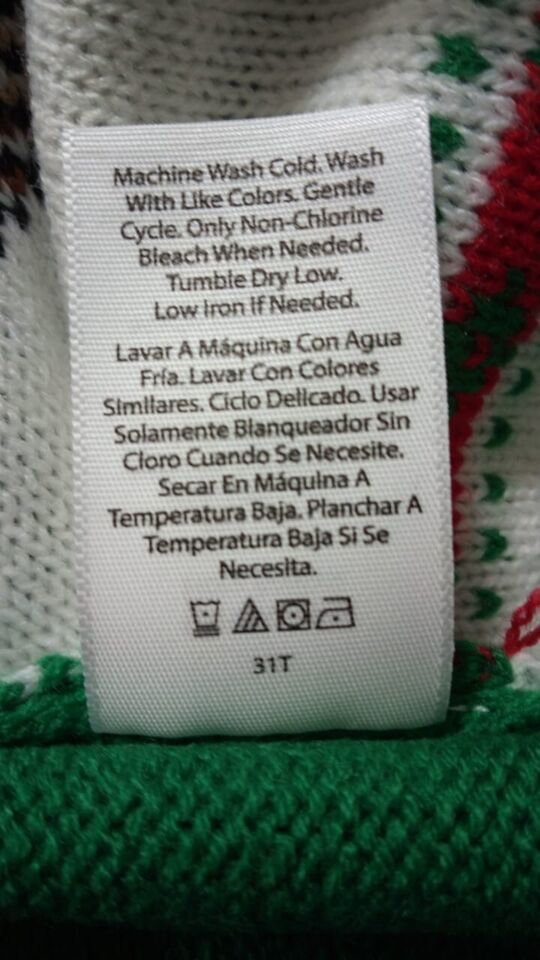 Machine Wash Cold. Wash
With Like Colors. Gentle
Cycle. Only Non-Chlorine
Bleach When Needed.
Tumble Dry Low.
Low Iron If Needed.
Lavar A Máquina Con Agua
Fría. Lavar Con Colores
Similares. Ciclo Delicado. Usar
Solamente Blanqueador Sin
Cloro Cuando Se Necesite.
Secar En Máquina A
Temperatura Baja. Planchar A
Temperatura Baja Si Se
Necesita.
31T